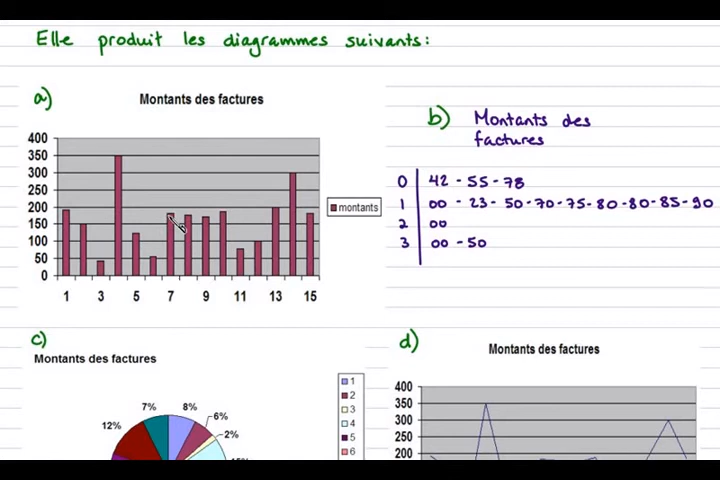 Elle produit les diagrammes suivants:
a)
Montants des factures
400
350
300
250
200
150
100
50
0
1 3 5 7 9 11 13 15
montants
b) Montants des
factures
0 42 - 55 - 78
1 00 - 23 - 50 - 70 - 75 - 80 - 80 - 85 - 90
2 00
3 00 - 50
c)
Montants des factures
7% 8%
6%
12%
2%
1
2
3
4
5
6
d)
Montants des factures
400
350
300
250
200